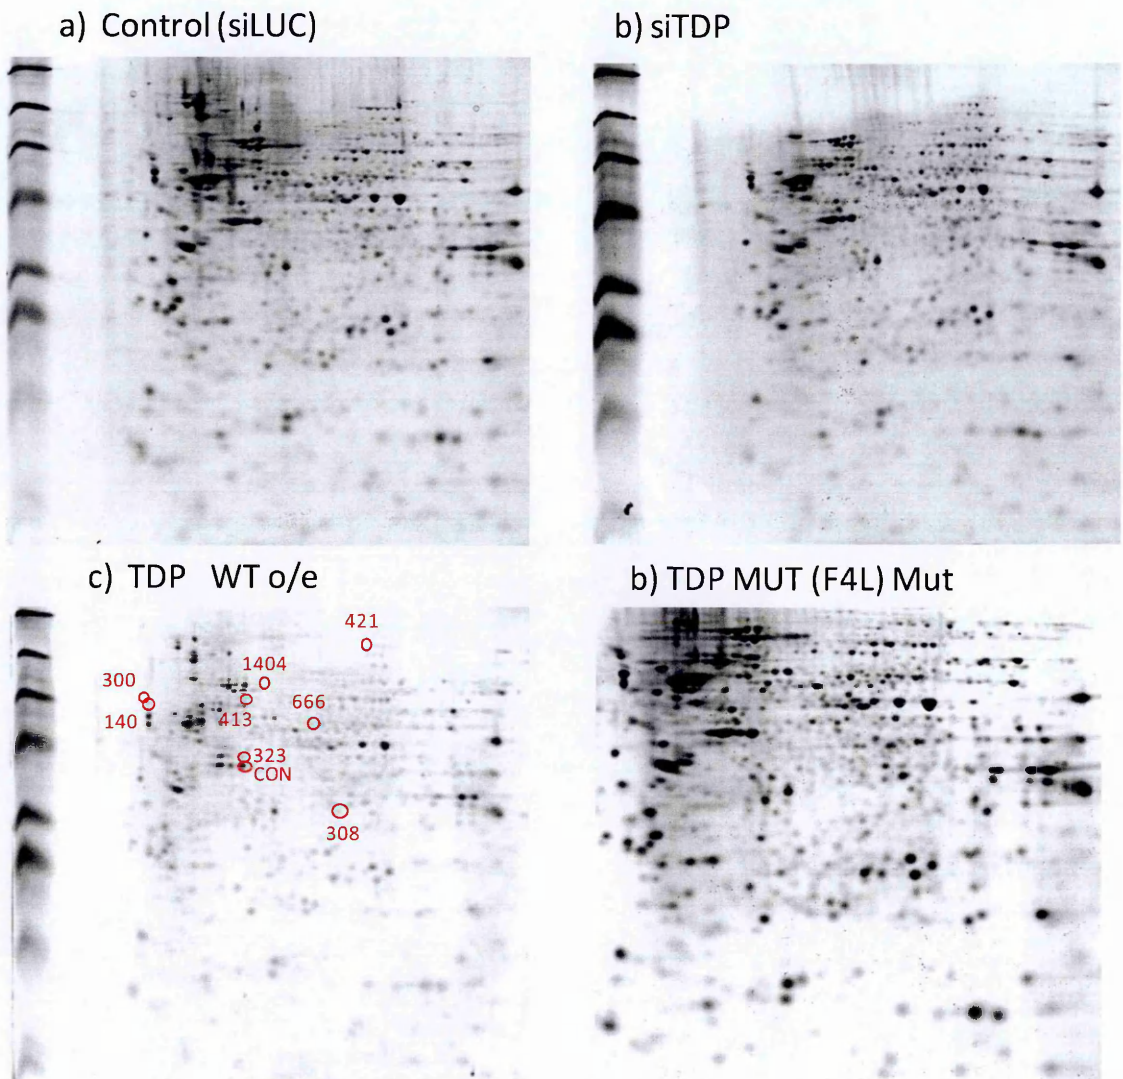 a) Control (siLUC)
b) siTDP
c) TDP WT o/e
b) TDP MUT (F4L) Mut
421
1404
300
666
140
413
323
CON
308